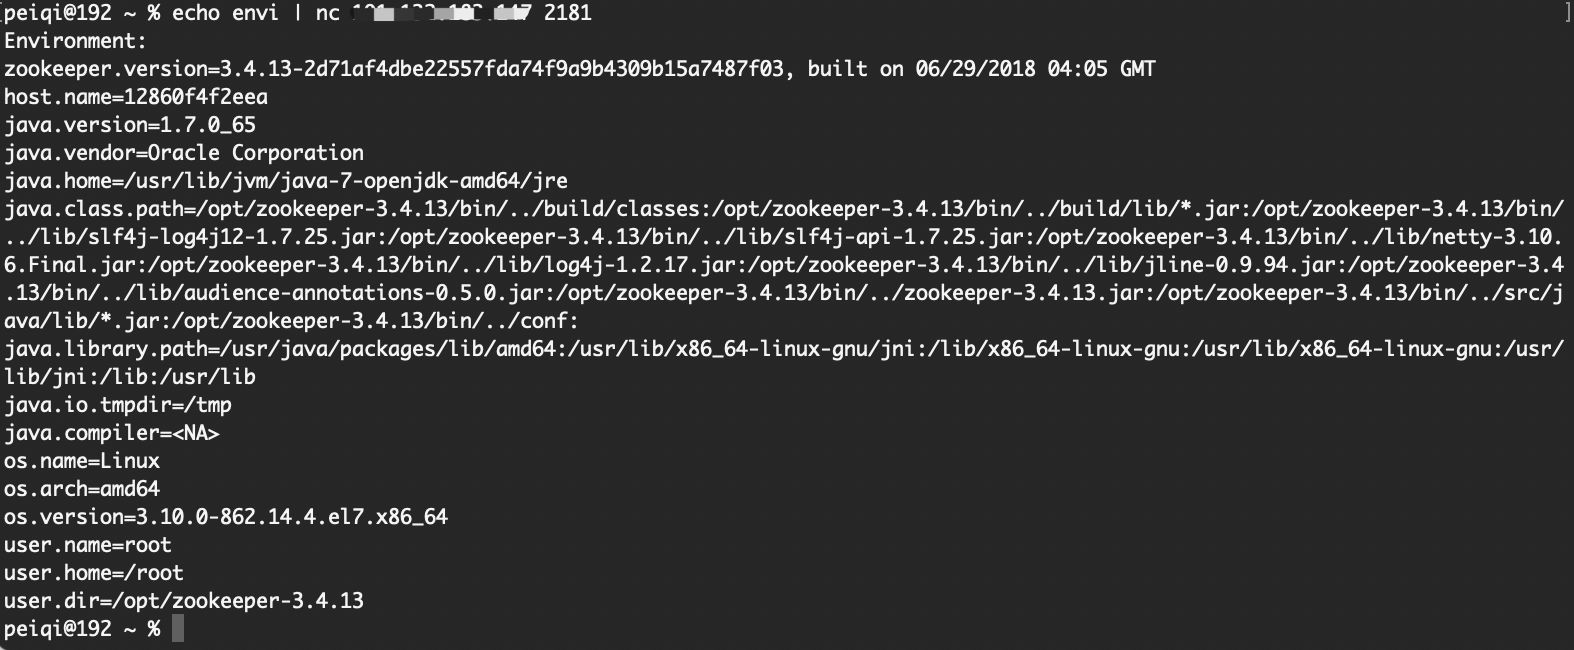 peiqi@192 ~ % echo envi | nc 2181
Environment:
zookeeper.version=3.4.13-2d71af4dbe22557fda74f9a9b4309b15a7487f03, built on 06/29/2018 04:05 GMT
host.name=12860f4f2eea
java.version=1.7.0_65
java.vendor=Oracle Corporation
java.home=/usr/lib/jvm/java-7-openjdk-amd64/jre
java.class.path=/opt/zookeeper-3.4.13/bin/../build/classes:/opt/zookeeper-3.4.13/bin/../build/lib/*.jar:/opt/zookeeper-3.4.13/bin/
../lib/slf4j-log4j12-1.7.25.jar:/opt/zookeeper-3.4.13/bin/../lib/slf4j-api-1.7.25.jar:/opt/zookeeper-3.4.13/bin/../lib/netty-3.10.
6.Final.jar:/opt/zookeeper-3.4.13/bin/../lib/log4j-1.2.17.jar:/opt/zookeeper-3.4.13/bin/../lib/jline-0.9.94.jar:/opt/zookeeper-3.4
.13/bin/../lib/audience-annotations-0.5.0.jar:/opt/zookeeper-3.4.13/bin/../zookeeper-3.4.13.jar:/opt/zookeeper-3.4.13/bin/../src/j
ava/lib/*.jar:/opt/zookeeper-3.4.13/bin/../conf:
java.library.path=/usr/java/packages/lib/amd64:/usr/lib/x86_64-linux-gnu/jni:/lib/x86_64-linux-gnu:/usr/lib/x86_64-linux-gnu:/usr/
lib/jni:/lib:/usr/lib
java.io.tmpdir=/tmp
java.compiler=<NA>
os.name=Linux
os.arch=amd64
os.version=3.10.0-862.14.4.el7.x86_64
user.name=root
user.home=/root
user.dir=/opt/zookeeper-3.4.13
peiqi@192 ~ %